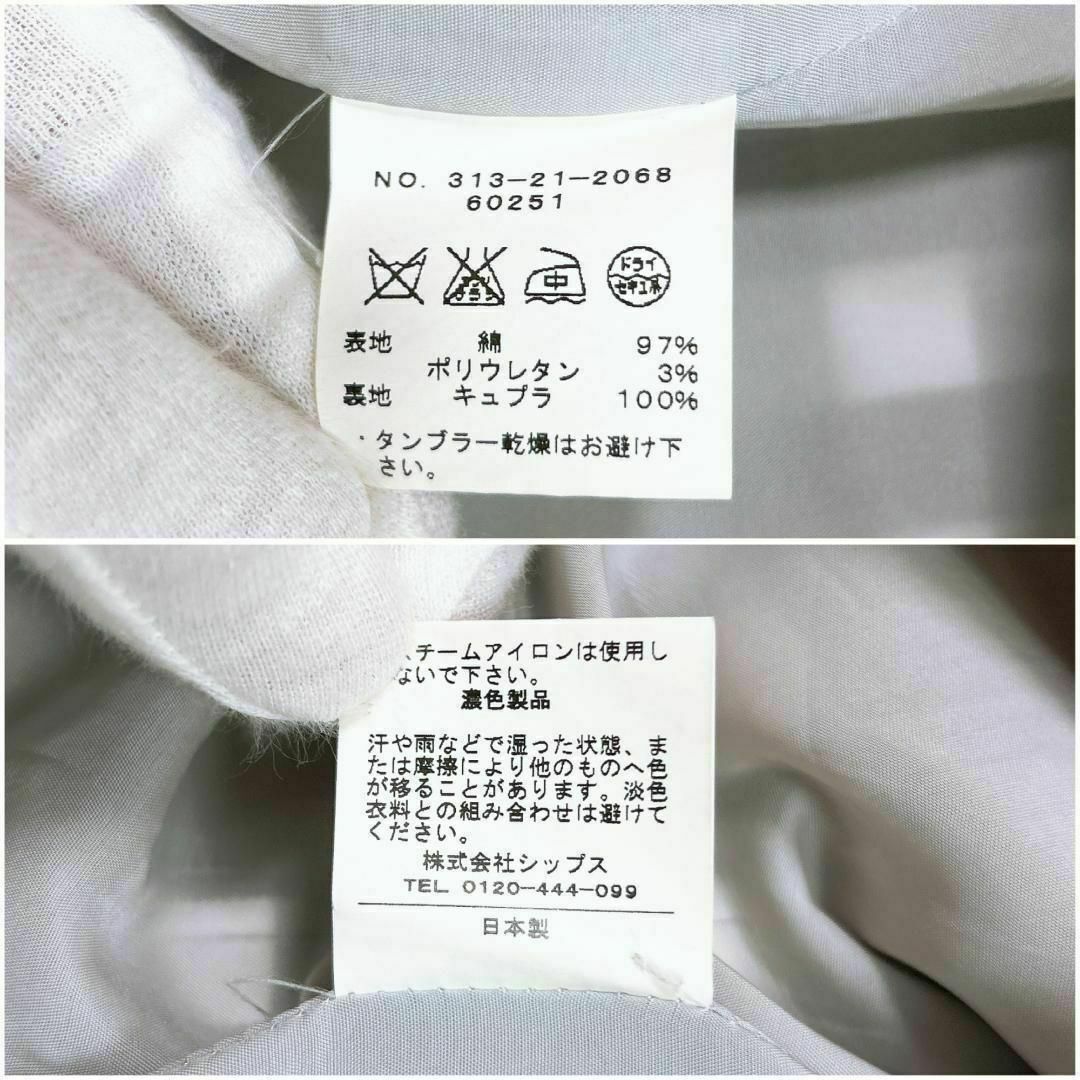 NO. 313-21-2068
60251
中
ドライ
セキユ系
表地 綿 97%
ポリウレタン 3%
裏地 キュプラ 100%
・タンブラー乾燥はお避け下
さい。
チームアイロンは使用し
ないで下さい。
濃色製品
汗や雨などで湿った状態、ま
たは摩擦により他のものへ色
が移ることがあります。淡色
衣料との組み合わせは避けて
ください。
株式会社シップス
TEL 0120-444-099
日本製